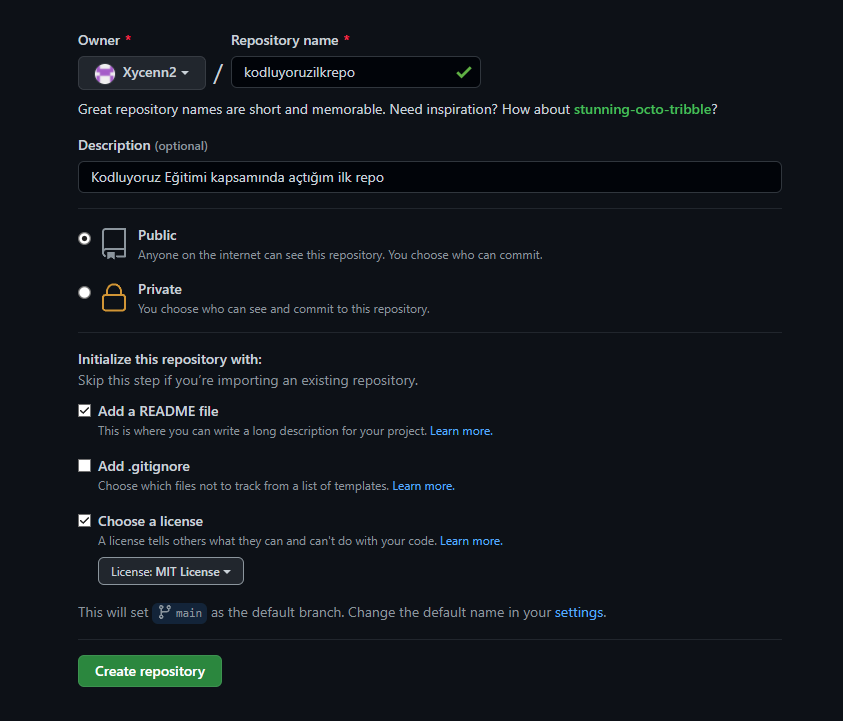 Owner * Repository name *
Xycenn2 / kodluyoruzilkrepo
Great repository names are short and memorable. Need inspiration? How about stunning-octo-tribble?
Description (optional)
Kodluyoruz Eğitimi kapsamında açtığım ilk repo
Public
Anyone on the internet can see this repository. You choose who can commit.
Private
You choose who can see and commit to this repository.
Initialize this repository with:
Skip this step if you're importing an existing repository.
Add a README file
This is where you can write a long description for your project. Learn more.
Add .gitignore
Choose which files not to track from a list of templates. Learn more.
Choose a license
A license tells others what they can and can't do with your code. Learn more.
License: MIT License
This will set main as the default branch. Change the default name in your settings.
Create repository